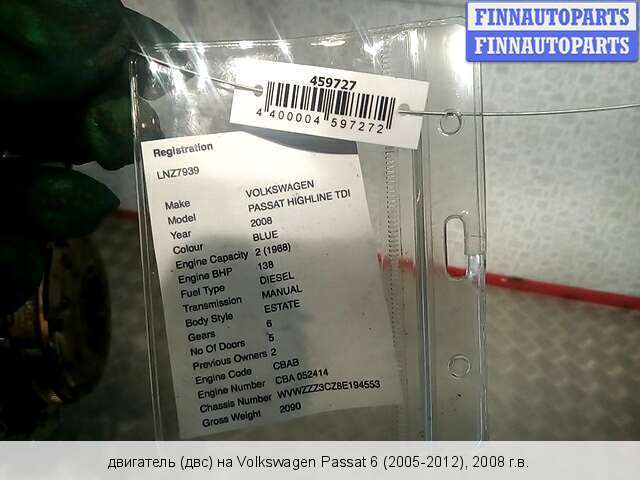 FINNAUTOPARTS
FINNAUTOPARTS
459727
4 400004 597272
Registration
LNZ7939
Make VOLKSWAGEN
Model PASSAT HIGHLINE TDI
Year 2008
Colour BLUE
Engine Capacity 2 (1968)
Engine BHP 138
Fuel Type DIESEL
Transmission MANUAL
Body Style ESTATE
Gears 6
No Of Doors 5
Previous Owners 2
Engine Code CBAB
Engine Number CBA 052414
Chassis Number WVWZZZ3CZ8E194553
Gross Weight 2090
двигатель (двс) на Volkswagen Passat 6 (2005-2012), 2008 г.в.